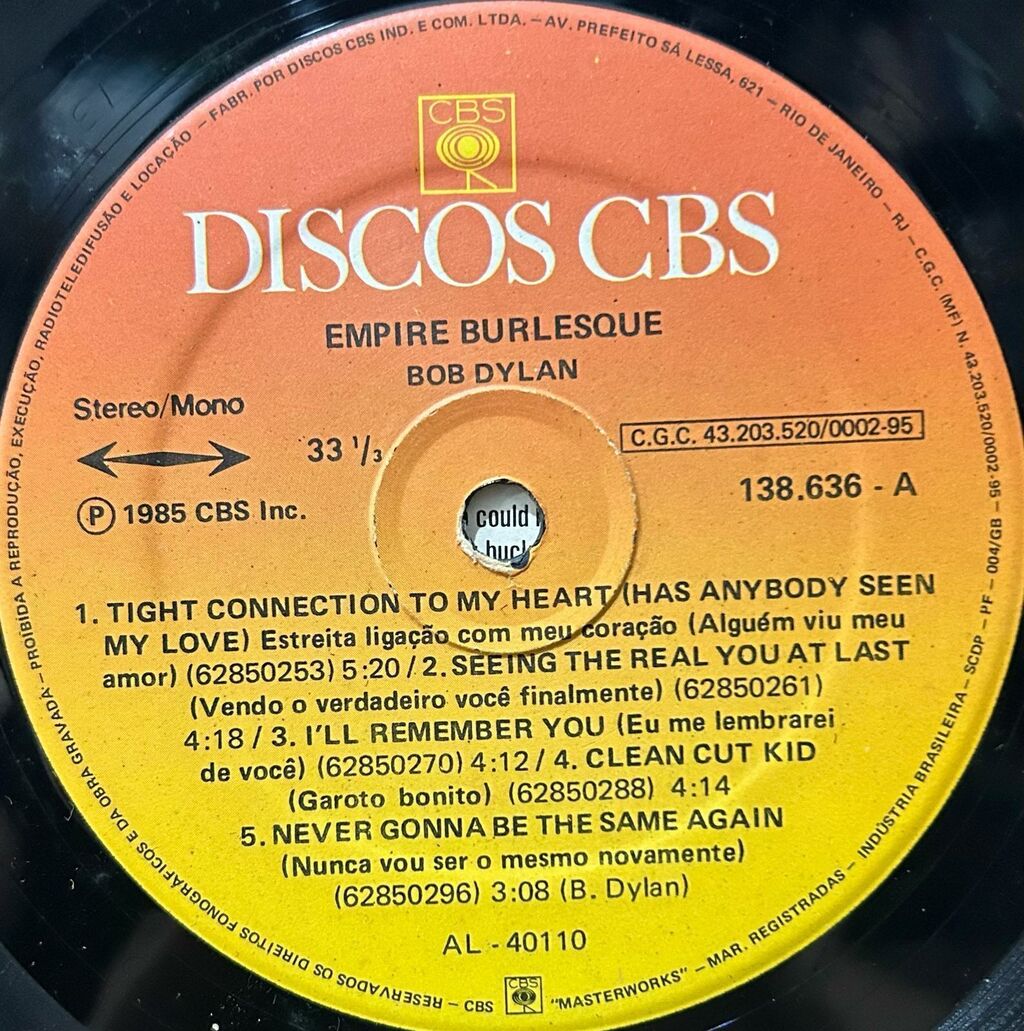 FABR. POR DISCOS CBS IND. E COM. LTDA. – AV. PREFEITO SÁ LESSA, 621 – RIO DE JANEIRO – RJ – C.G.C. (MF) N. 43.203.520/0002-95 – SCDP – PF – 004/GB – INDÚSTRIA BRASILEIRA –
CBS
DISCOS CBS
EMPIRE BURLESQUE
BOB DYLAN
Stereo/Mono
33 1/3
C.G.C. 43.203.520/0002-95
138.636 - A
Ⓟ 1985 CBS Inc.
could
1. TIGHT CONNECTION TO MY HEART (HAS ANYBODY SEEN
MY LOVE) Estreita ligação com meu coração (Alguém viu meu
amor) (62850253) 5:20 / 2. SEEING THE REAL YOU AT LAST
(Vendo o verdadeiro você finalmente) (62850261)
4:18 / 3. I'LL REMEMBER YOU (Eu me lembrarei
de você) (62850270) 4:12 / 4. CLEAN CUT KID
(Garoto bonito) (62850288) 4:14
5. NEVER GONNA BE THE SAME AGAIN
(Nunca vou ser o mesmo novamente)
(62850296) 3:08 (B. Dylan)
AL - 40110
MAR. REGISTRADAS – "MASTERWORKS" CBS CBS – RESERVADOS OS DIREITOS FONOGRÁFICOS E DA OBRA GRAVADA – PROIBIDA A REPRODUÇÃO, EXECUÇÃO, RADIOTELEDIFUSÃO E LOCAÇÃO –